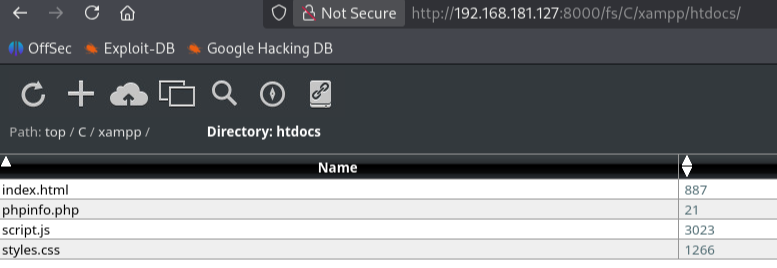 Not Secure http://192.168.181.127:8000/fs/C/xampp/htdocs/
OffSec Exploit-DB Google Hacking DB
Path: top / C / xampp / Directory: htdocs
Name
index.html 887
phpinfo.php 21
script.js 3023
styles.css 1266